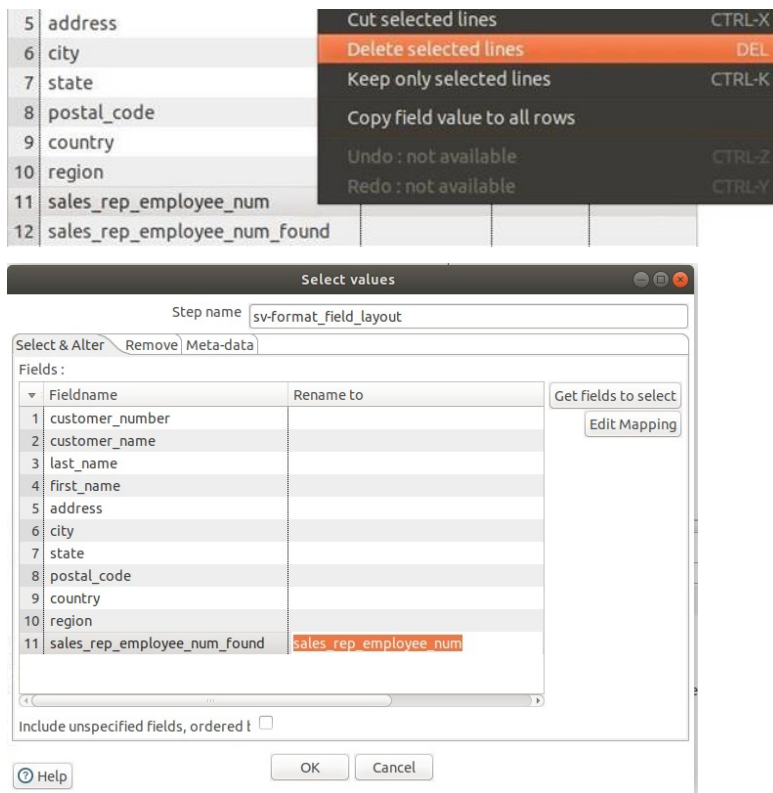 5 address
6 city
7 state
8 postal_code
9 country
10 region
11 sales_rep_employee_num
12 sales_rep_employee_num_found
Cut selected lines CTRL-X
Delete selected lines DEL
Keep only selected lines CTRL-K
Copy field value to all rows
Undo : not available CTRL-Z
Redo : not available CTRL-Y
Select values
Step name sv-format_field_layout
Select & Alter Remove Meta-data
Fields :
Fieldname Rename to
1 customer_number
2 customer_name
3 last_name
4 first_name
5 address
6 city
7 state
8 postal_code
9 country
10 region
11 sales_rep_employee_num_found sales_rep_employee_num
Get fields to select
Edit Mapping
Include unspecified fields, ordered b
Help OK Cancel